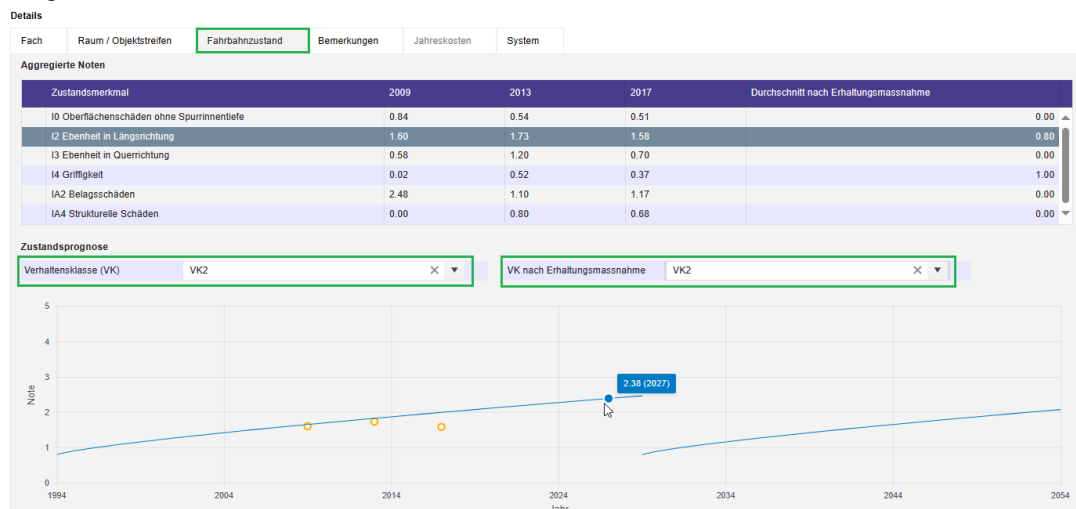 Details
Fach Raum / Objektstreifen Fahrbahnzustand Bemerkungen Jahreskosten System
Aggregierte Noten
Zustandsmerkmal 2009 2013 2017 Durchschnitt nach Erhaltungsmassnahme
I0 Oberflächenschäden ohne Spurrinnentiefe 0.84 0.54 0.51 0.00
I2 Ebenheit in Längsrichtung 1.60 1.73 1.58 0.80
I3 Ebenheit in Querrichtung 0.58 1.20 0.70 0.00
I4 Griffigkeit 0.02 0.52 0.37 1.00
IA2 Belagsschäden 2.48 1.10 1.17 0.00
IA4 Strukturelle Schäden 0.00 0.80 0.68 0.00
Zustandsprognose
Verhaltensklasse (VK) VK2 VK nach Erhaltungsmassnahme VK2
5
4
3
2
1
0
Note
2.38 (2027)
1994 2004 2014 2024 2034 2044 2054
Jahr